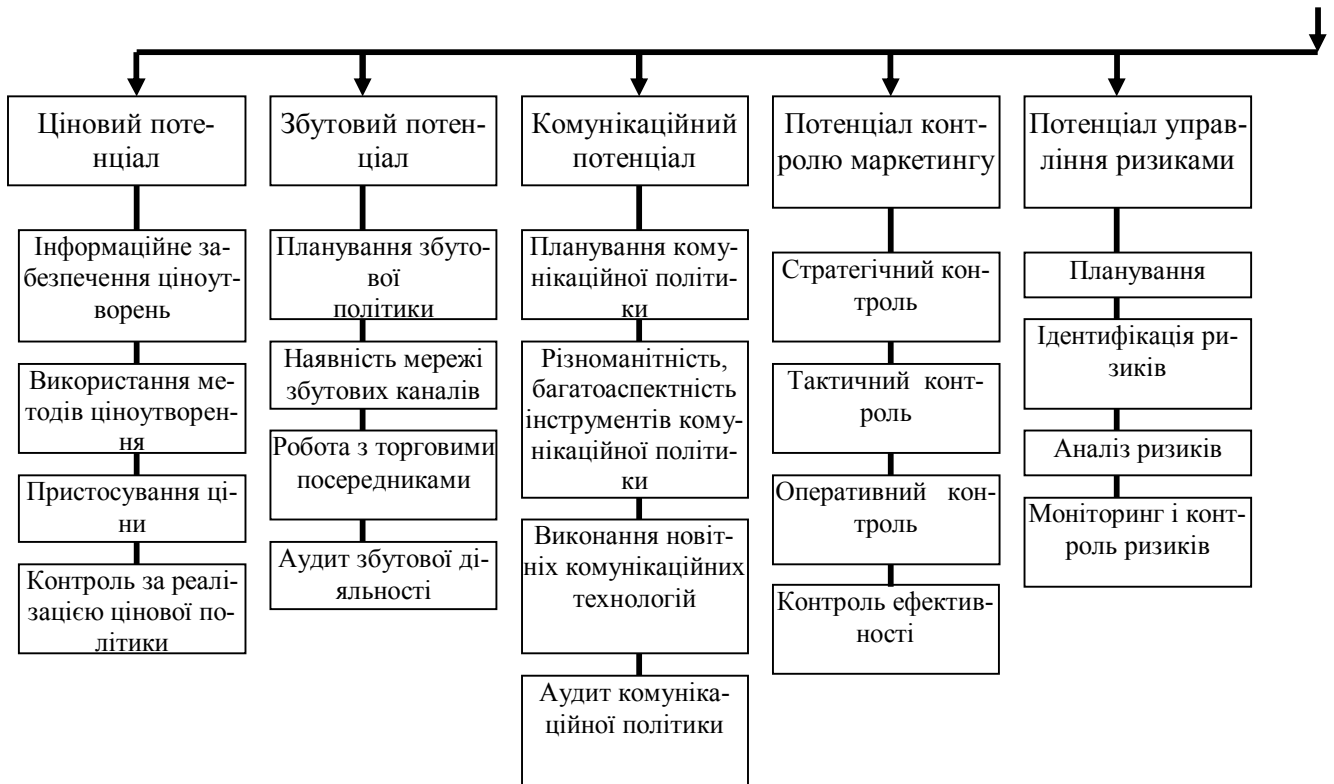 Ціновий поте-
нціал
Збутовий потен-
ціал
Комунікаційний
потенціал
Потенціал конт-
ролю маркетингу
Потенціал управ-
ління ризиками
Інформаційне за-
безпечення ціноут-
ворень
Використання ме-
тодів ціноутворен-
ня
Пристосування ці-
ни
Контроль за реалі-
зацією цінової по-
літики
Планування збуто-
вої
політики
Наявність мережі
збутових каналів
Робота з торговими
посередниками
Аудит збутової ді-
яльності
Планування кому-
нікаційної політи-
ки
Різноманітність,
багатоаспектність
інструментів кому-
нікаційної політи-
ки
Виконання новіт-
ніх комунікаційних
технологій
Аудит комуніка-
ційної політики
Стратегічний кон-
троль
Тактичний конт-
роль
Оперативний кон-
троль
Контроль ефектив-
ності
Планування
Ідентифікація ри-
зиків
Аналіз ризиків
Моніторинг і конт-
роль ризиків